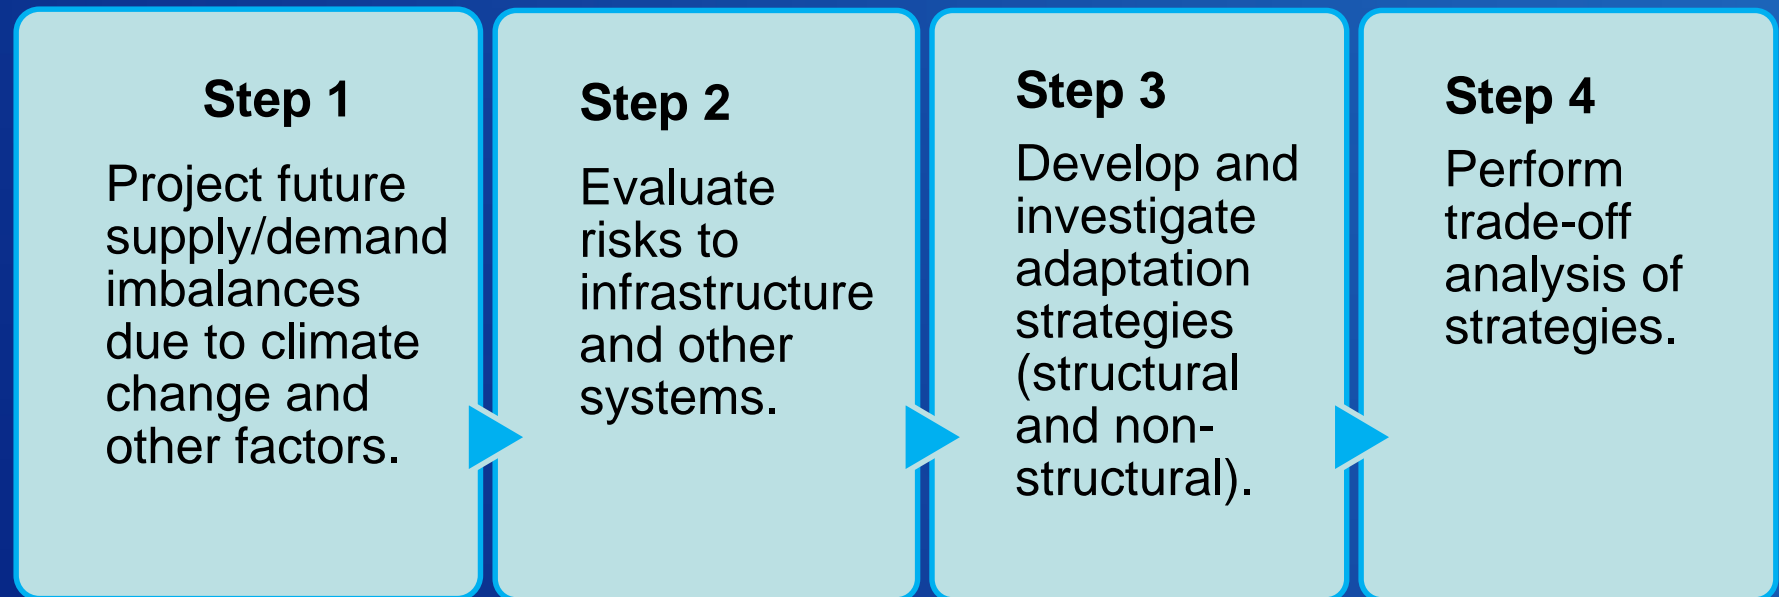 Step 1
Project future
supply/demand
imbalances
due to climate
change and
other factors.
Step 2
Evaluate
risks to
infrastructure
and other
systems.
Step 3
Develop and
investigate
adaptation
strategies
(structural
and non-
structural).
Step 4
Perform
trade-off
analysis of
strategies.